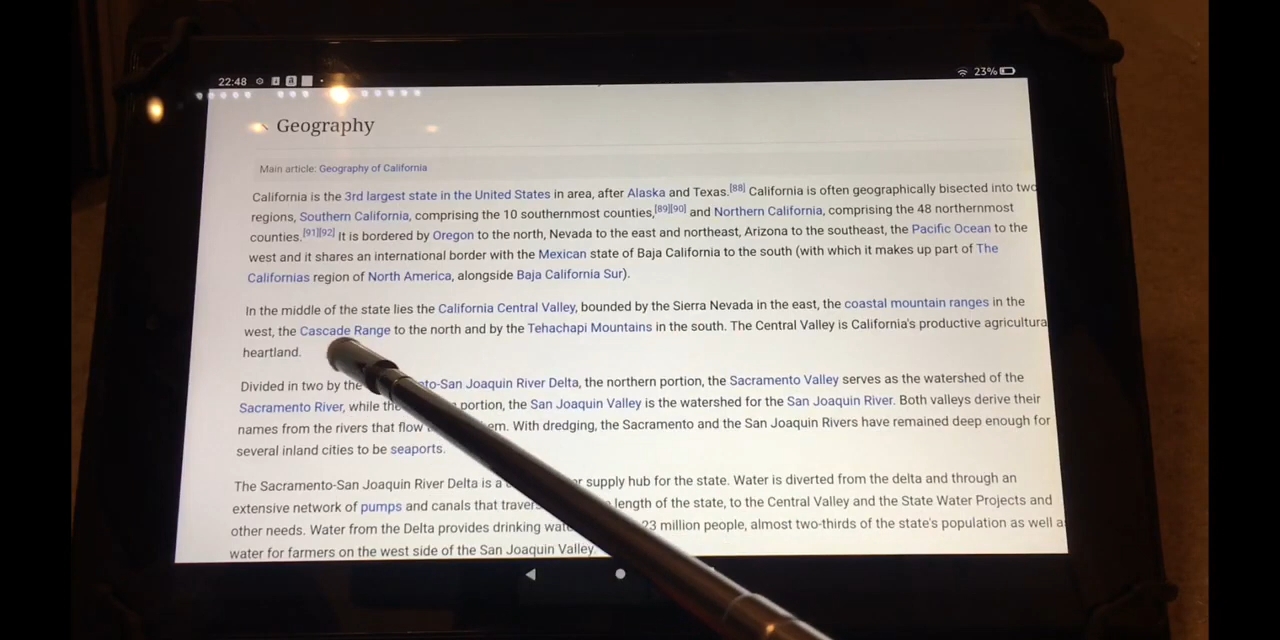 22:48
23%
Geography
Main article: Geography of California
California is the 3rd largest state in the United States in area, after Alaska and Texas.[88] California is often geographically bisected into two
regions, Southern California, comprising the 10 southernmost counties,[89][90] and Northern California, comprising the 48 northernmost
counties.[91][92] It is bordered by Oregon to the north, Nevada to the east and northeast, Arizona to the southeast, the Pacific Ocean to the
west and it shares an international border with the Mexican state of Baja California to the south (with which it makes up part of The
Californias region of North America, alongside Baja California Sur).
In the middle of the state lies the California Central Valley, bounded by the Sierra Nevada in the east, the coastal mountain ranges in the
west, the Cascade Range to the north and by the Tehachapi Mountains in the south. The Central Valley is California's productive agricultura
heartland.
Divided in two by the to-San Joaquin River Delta, the northern portion, the Sacramento Valley serves as the watershed of the
Sacramento River, while the portion, the San Joaquin Valley is the watershed for the San Joaquin River. Both valleys derive their
names from the rivers that flow em. With dredging, the Sacramento and the San Joaquin Rivers have remained deep enough for
several inland cities to be seaports.
The Sacramento-San Joaquin River Delta is a supply hub for the state. Water is diverted from the delta and through an
extensive network of pumps and canals that traver length of the state, to the Central Valley and the State Water Projects and
other needs. Water from the Delta provides drinking wat 23 million people, almost two-thirds of the state's population as well a
water for farmers on the west side of the San Joaquin Valley